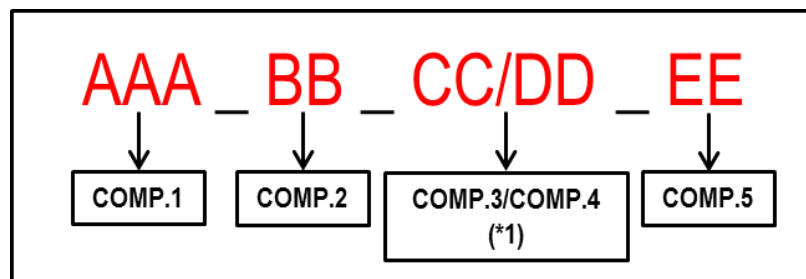 AAA _ BB _ CC/DD _ EE
COMP.1 COMP.2 COMP.3/COMP.4 COMP.5
(*1)